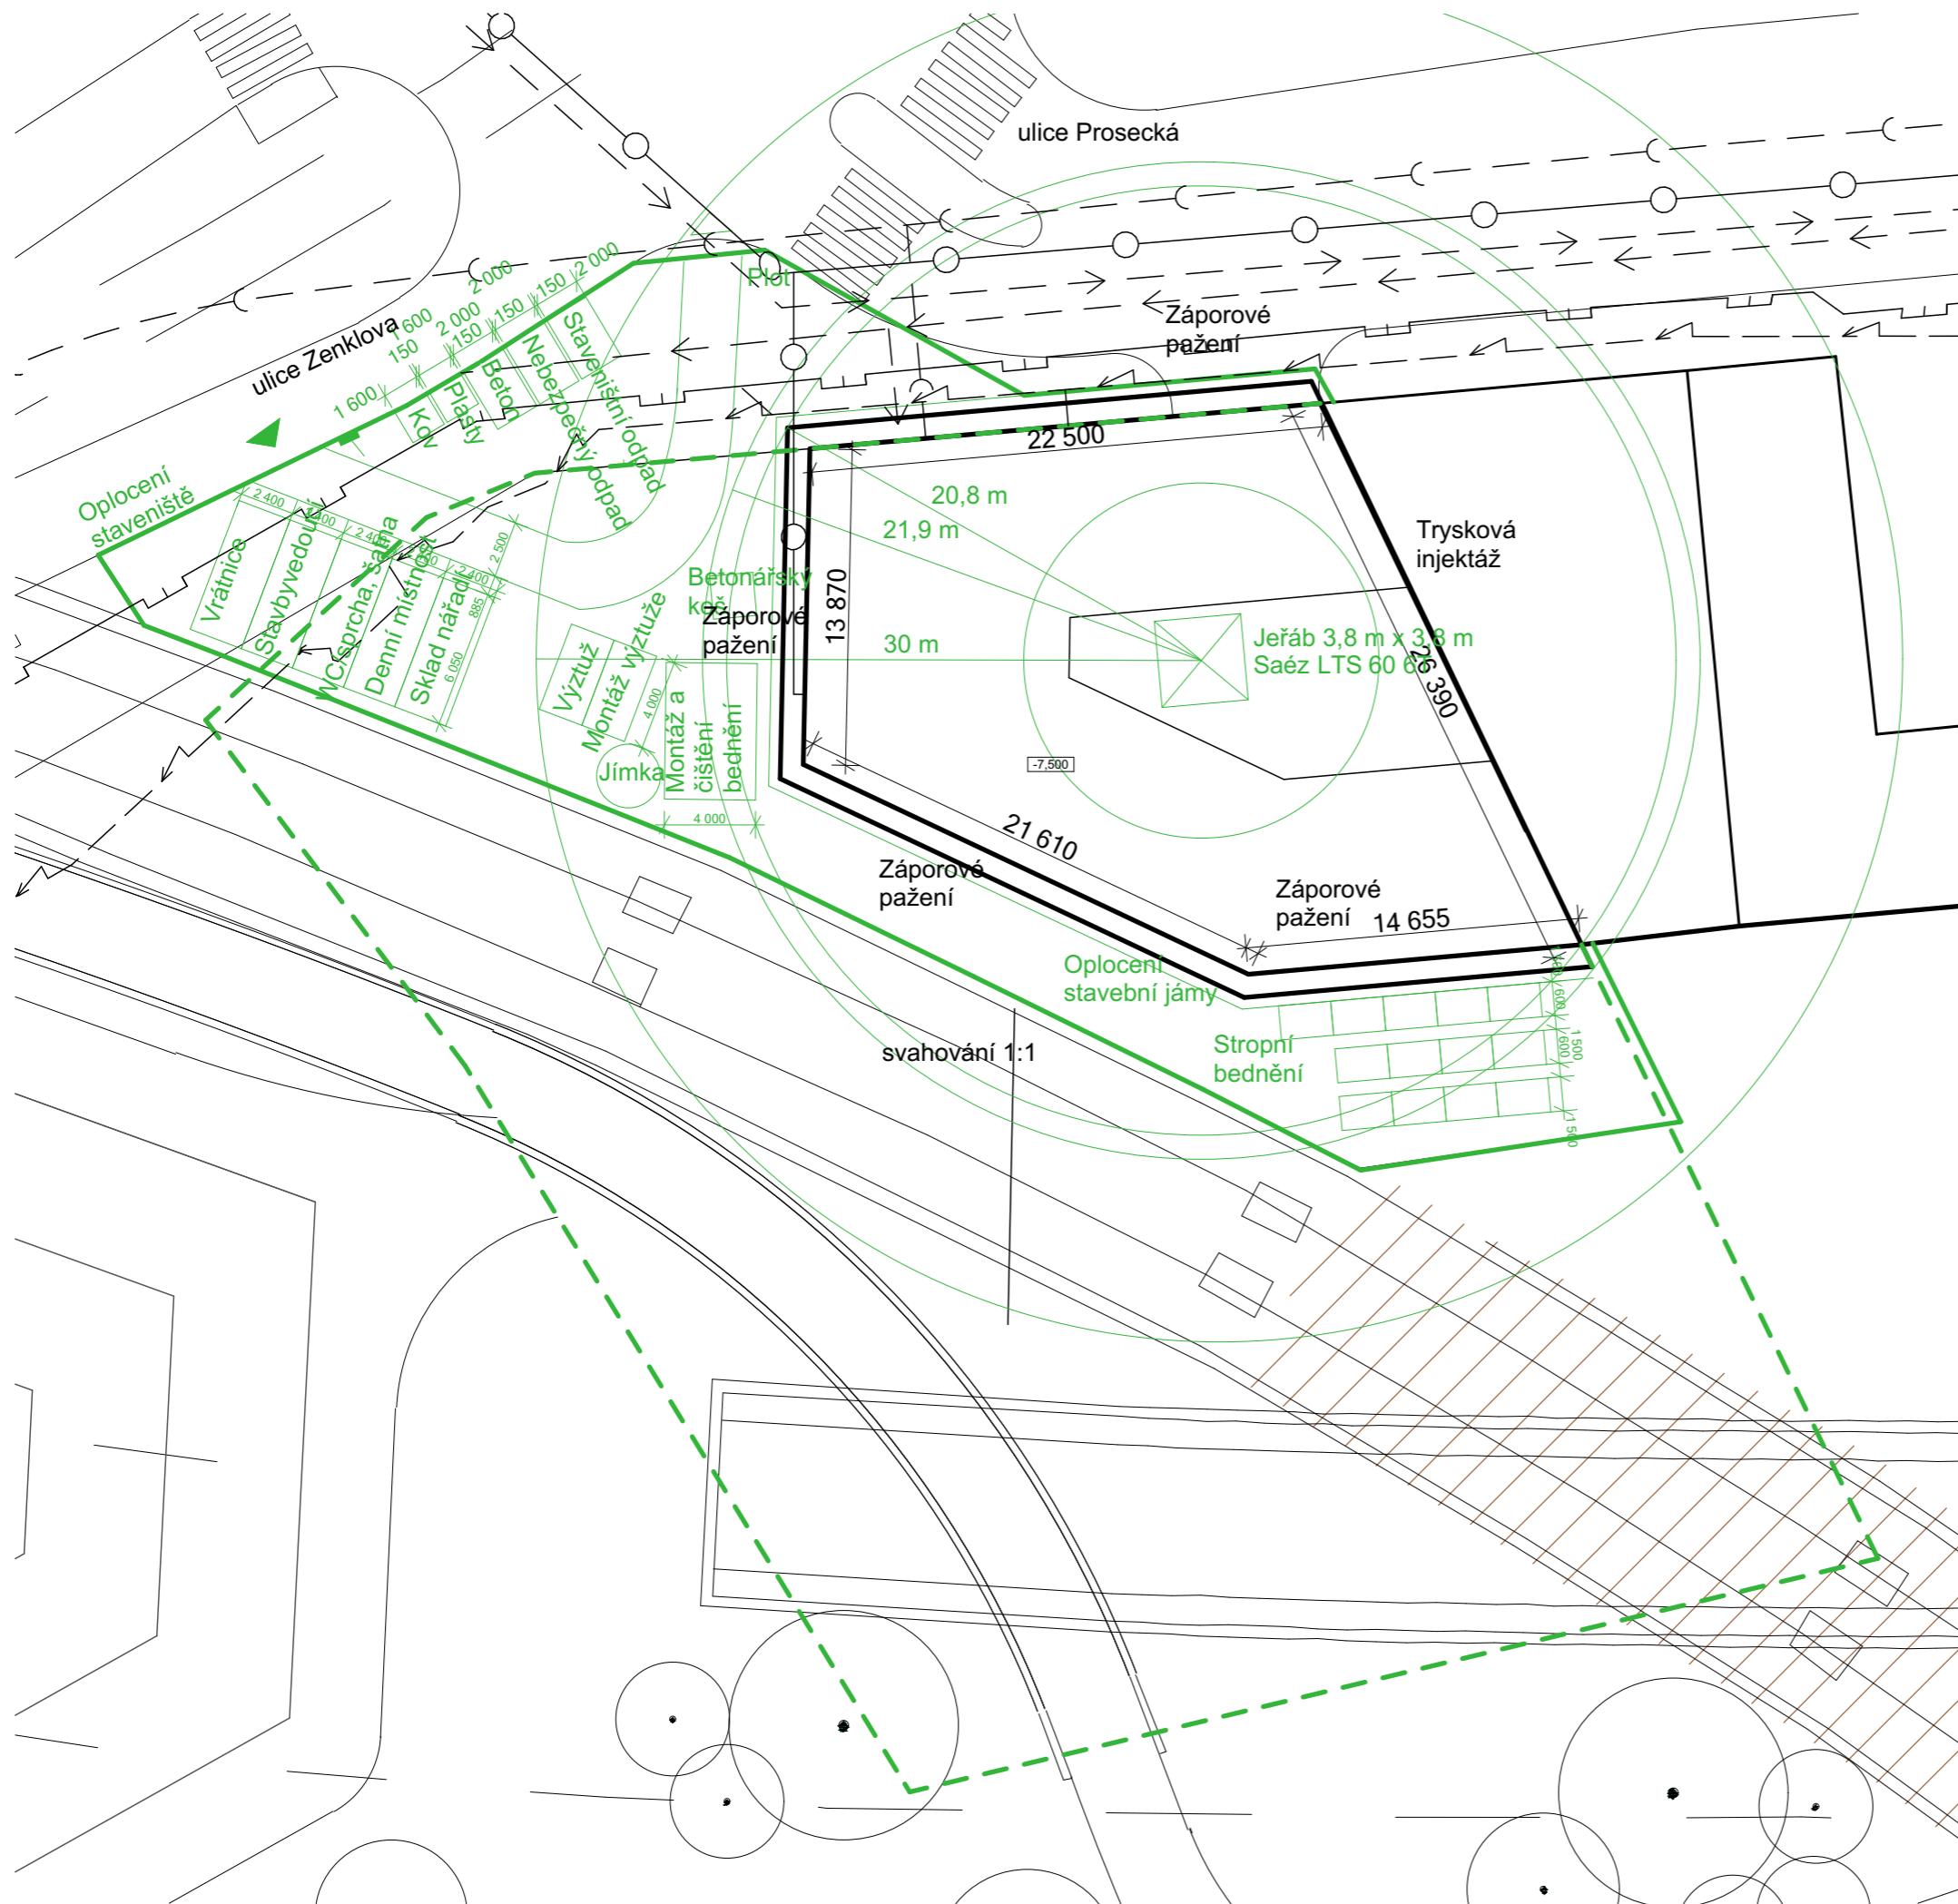 ulice Prosecká
ulice Zenklova
Plot
2 000
2 000
150
150
1 600
2 000
150
150
1 600
Kov
Plasty
Beton
Nebezpečný odpad
Staveništní odpad
Záporové
pažení
22 500
20,8 m
21,9 m
30 m
13 870
Trysková
injektáž
Oplocení
staveniště
2 400
2 400
2 400
2 500
885
6 050
Vrátnice
Stavbyvedoucí
WC, sprcha, šatna
Denní místnost
Sklad nářadí
Betonářský
koš
Záporové
pažení
Výztuž
Montáž výztuže
4 000
Jímka
Montáž a
čištění
bednění
4 000
Jeřáb 3,8 m x 3,8 m
Saéz LTS 60 6T
26 390
-7,500
21 610
Záporové
pažení
Záporové
pažení
14 655
Oplocení
stavební jámy
Stropní
bednění
600
1 500
600
1 500
svahování 1:1